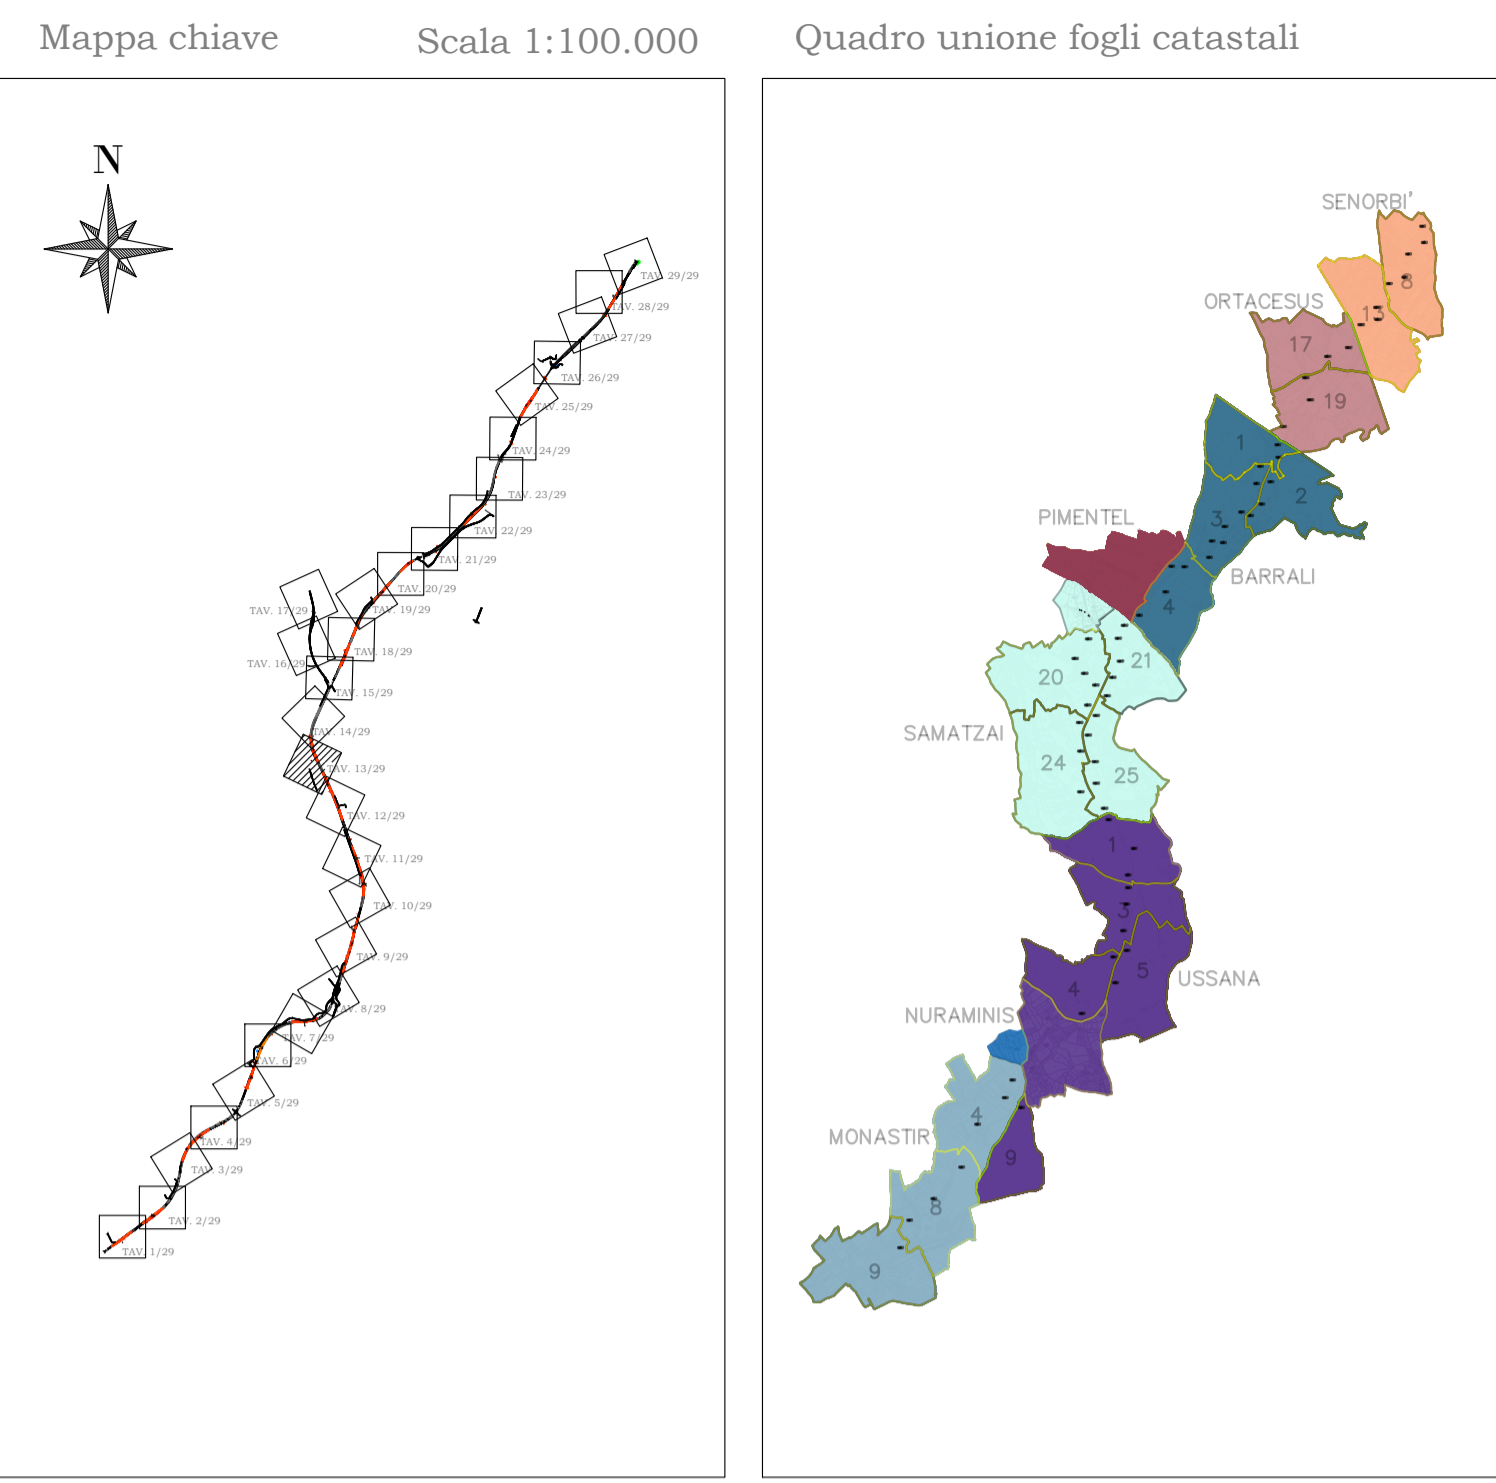 Mappa chiave
Scala 1:100.000
N
TAV. 29/29
TAV. 28/29
TAV. 27/29
TAV. 26/29
TAV. 25/29
TAV. 24/29
TAV. 23/29
TAV. 22/29
TAV. 21/29
TAV. 20/29
TAV. 19/29
TAV. 17/29
TAV. 18/29
TAV. 16/29
TAV. 15/29
TAV. 14/29
TAV. 13/29
TAV. 12/29
TAV. 11/29
TAV. 10/29
TAV. 9/29
TAV. 8/29
TAV. 7/29
TAV. 6/29
TAV. 5/29
TAV. 4/29
TAV. 3/29
TAV. 2/29
TAV. 1/29
Quadro unione fogli catastali
SENORBI'
8
ORTACESUS
13
17
19
1
2
3
PIMENTEL
BARRALI
4
21
20
SAMATZAI
24
25
1
3
5
USSANA
4
NURAMINIS
4
MONASTIR
9
8
9